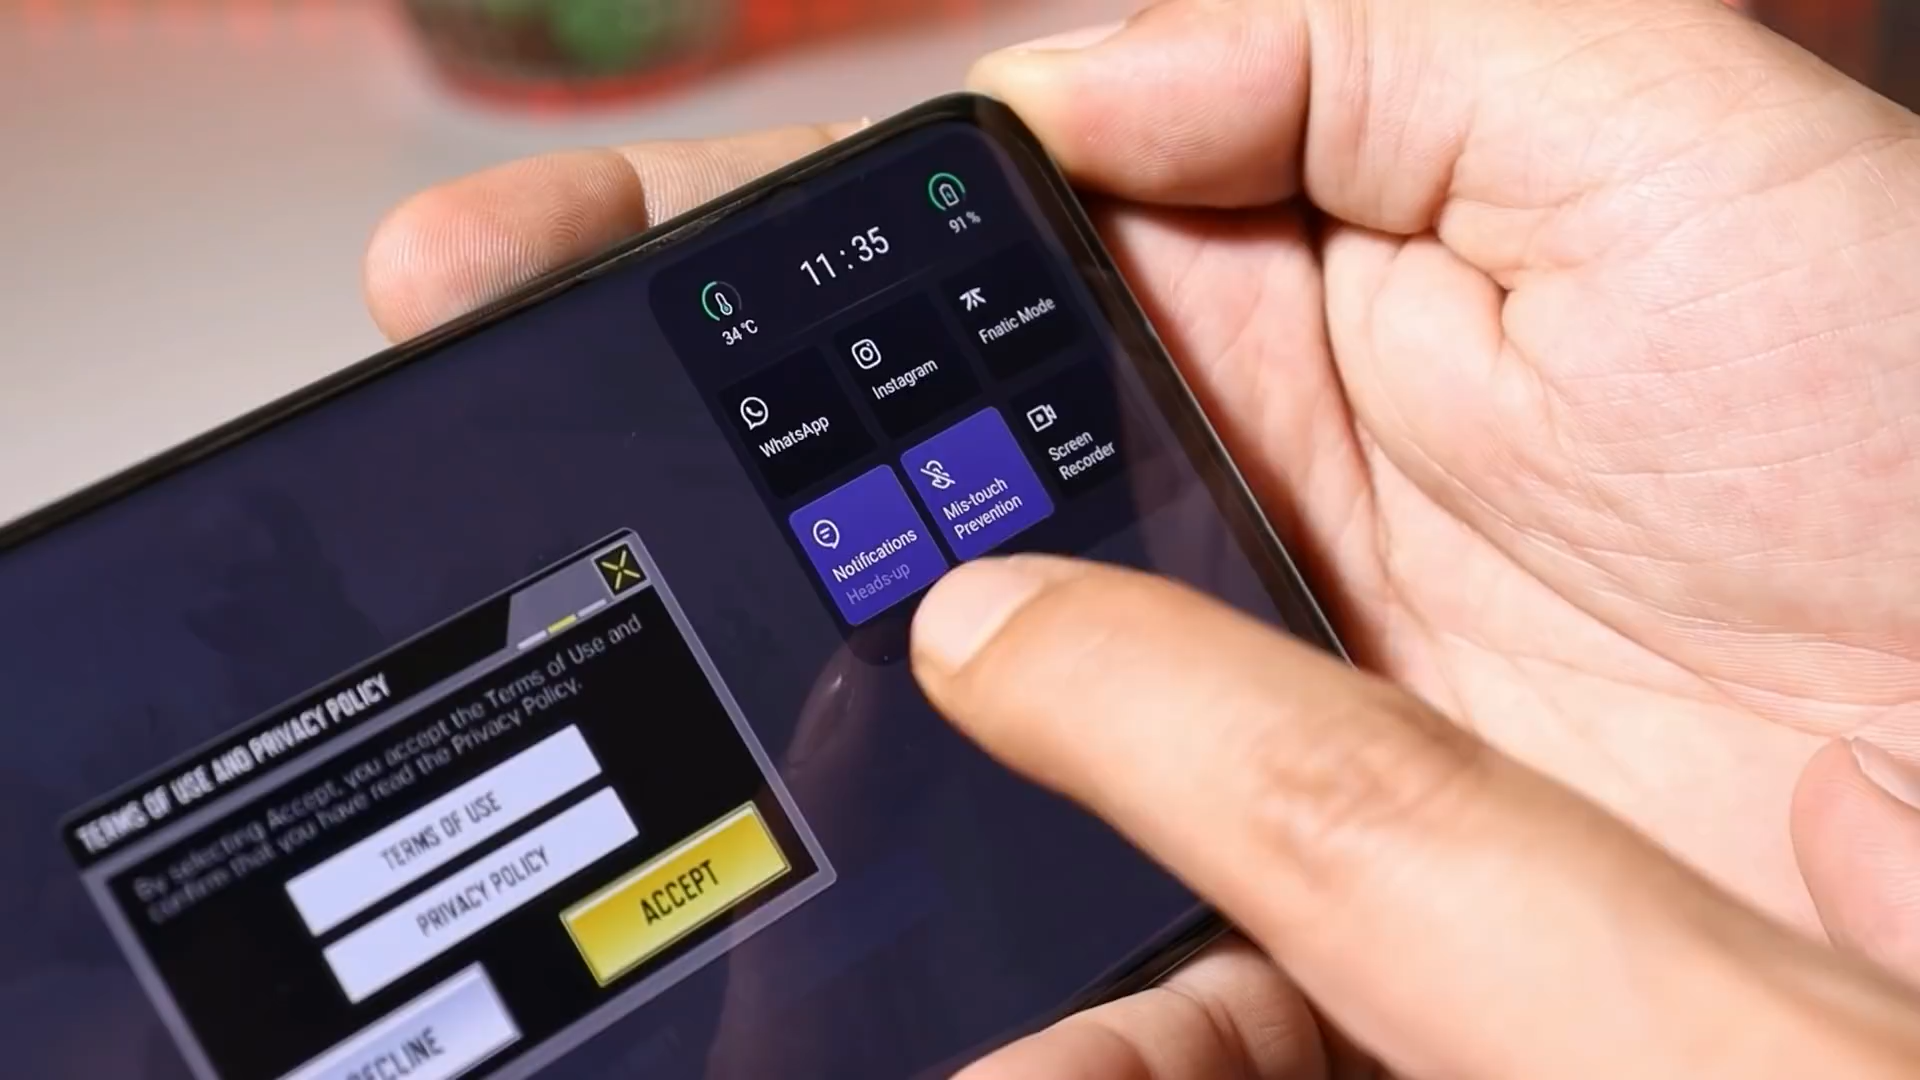 11:35
91 %
34 °C
WhatsApp
Instagram
Fnatic Mode
Notifications
Heads-up
Mis-touch
Prevention
Screen
Recorder
TERMS OF USE AND PRIVACY POLICY
By selecting Accept, you accept the Terms of Use and
confirm that you have read the Privacy Policy.
TERMS OF USE
PRIVACY POLICY
DECLINE
ACCEPT